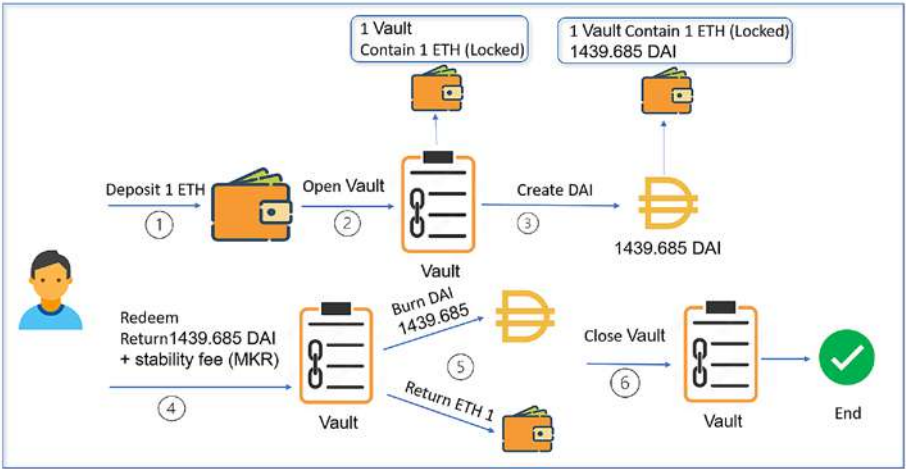 1 Vault
Contain 1 ETH (Locked)
1 Vault Contain 1 ETH (Locked)
1439.685 DAI
Deposit 1 ETH
1
Open Vault
2
Vault
Create DAI
3
1439.685 DAI
Redeem
Return1439.685 DAI
+ stability fee (MKR)
4
Vault
Burn DAI
1439.685
5
Return ETH 1
Close Vault
6
Vault
End